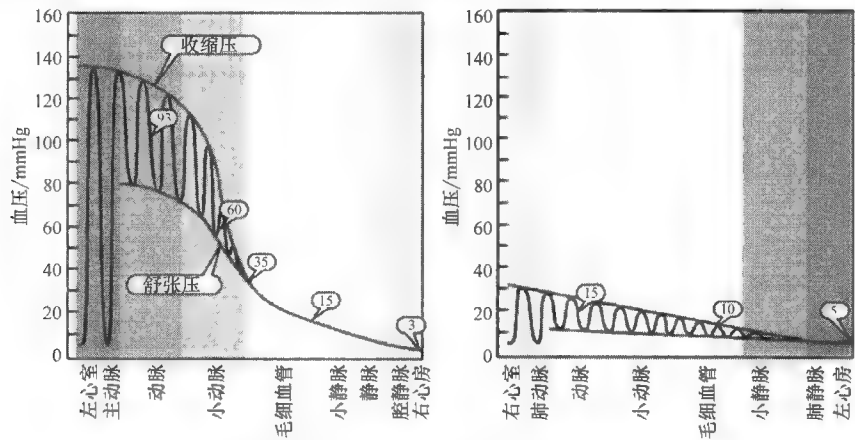 160
140
120
100
80
60
40
20
0
血压/mmHg
收缩压
93
60
舒张压
35
15
3
左心室
主动脉
动脉
小动脉
毛细血管
小静脉
静脉
腔静脉
右心房
160
140
120
100
80
60
40
20
0
血压/mmHg
15
10
5
右心室
肺动脉
动脉
小动脉
毛细血管
小静脉
肺静脉
左心房